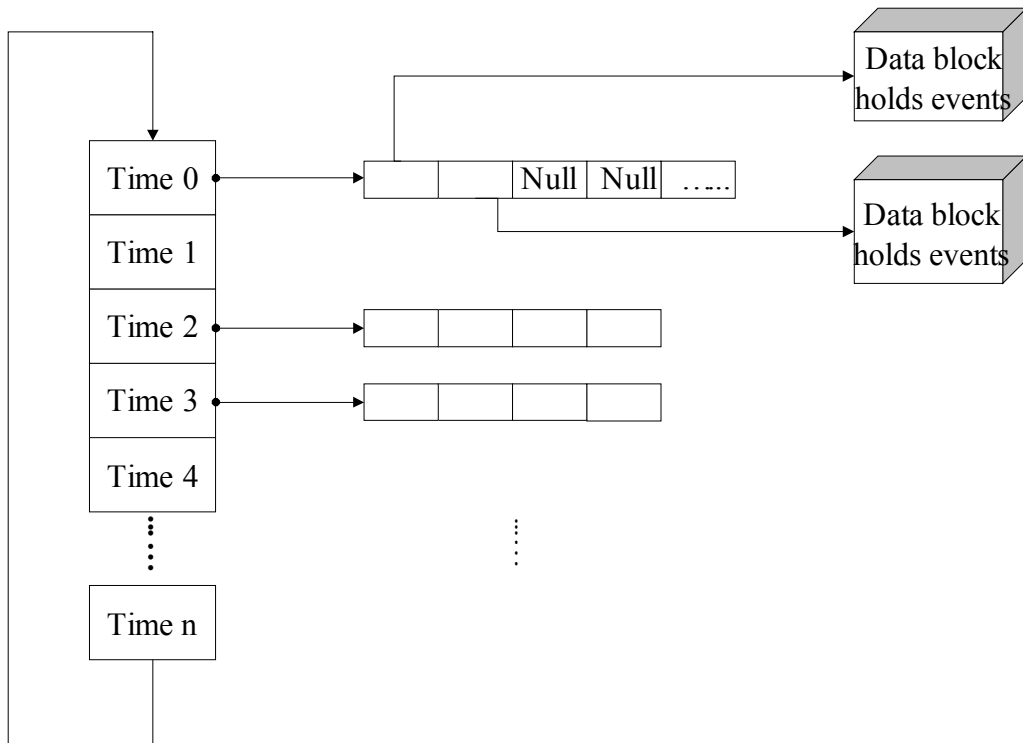 Data block
holds events
Time 0
Null Null …...
Data block
holds events
Time 1
Time 2
Time 3
Time 4
Time n